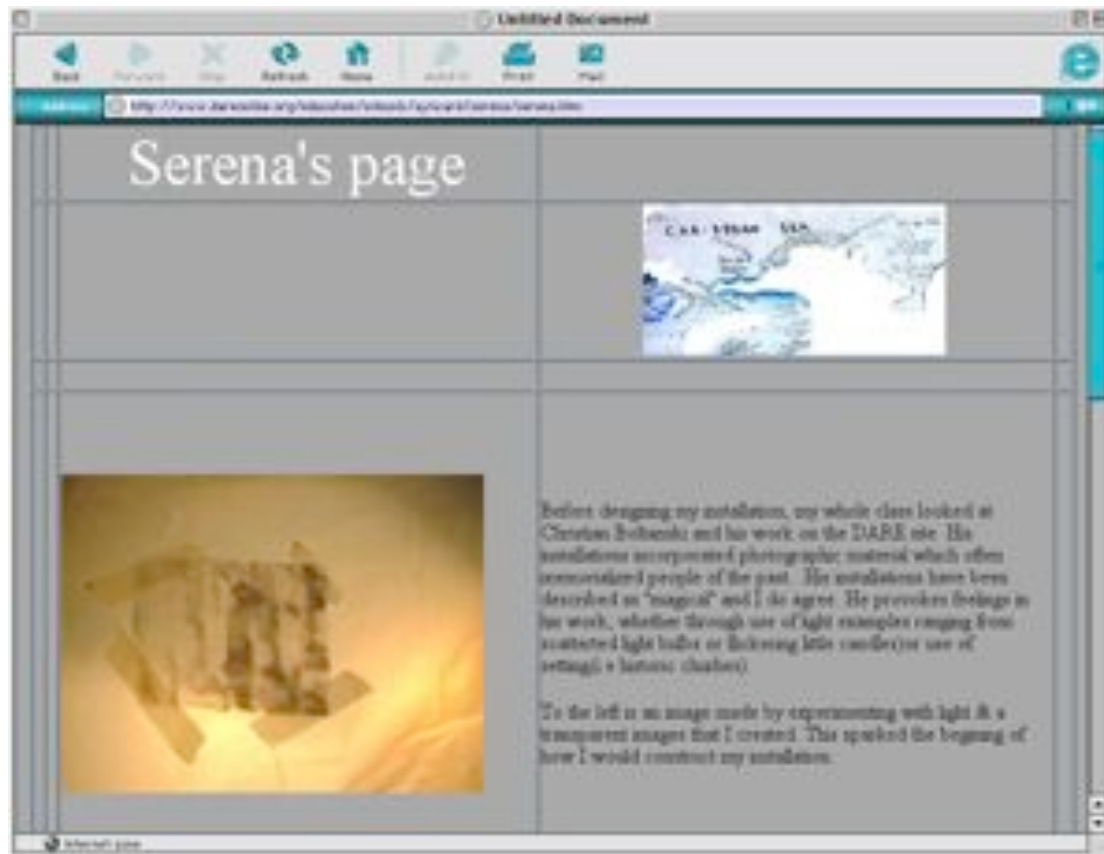 Untitled Document
Back
Forward
Stop
Refresh
Home
Print
Mail
Address
Serena's page
Before designing my installation, my whole class looked at
Christian Boltanski and his work on the DARE site. His
installations incorporated photographic material which often
memorialized people of the past. His installations have been
described as "magical" and I do agree. He provokes feelings in
his work, whether through use of light examples ranging from
scattered light bulbs or flickering little candles)or use of
setting(i.e historic
To the left is an image made by experimenting with light & a
transparent images that I created. This sparked the begining of
how I would construct my installation.
Internet zone